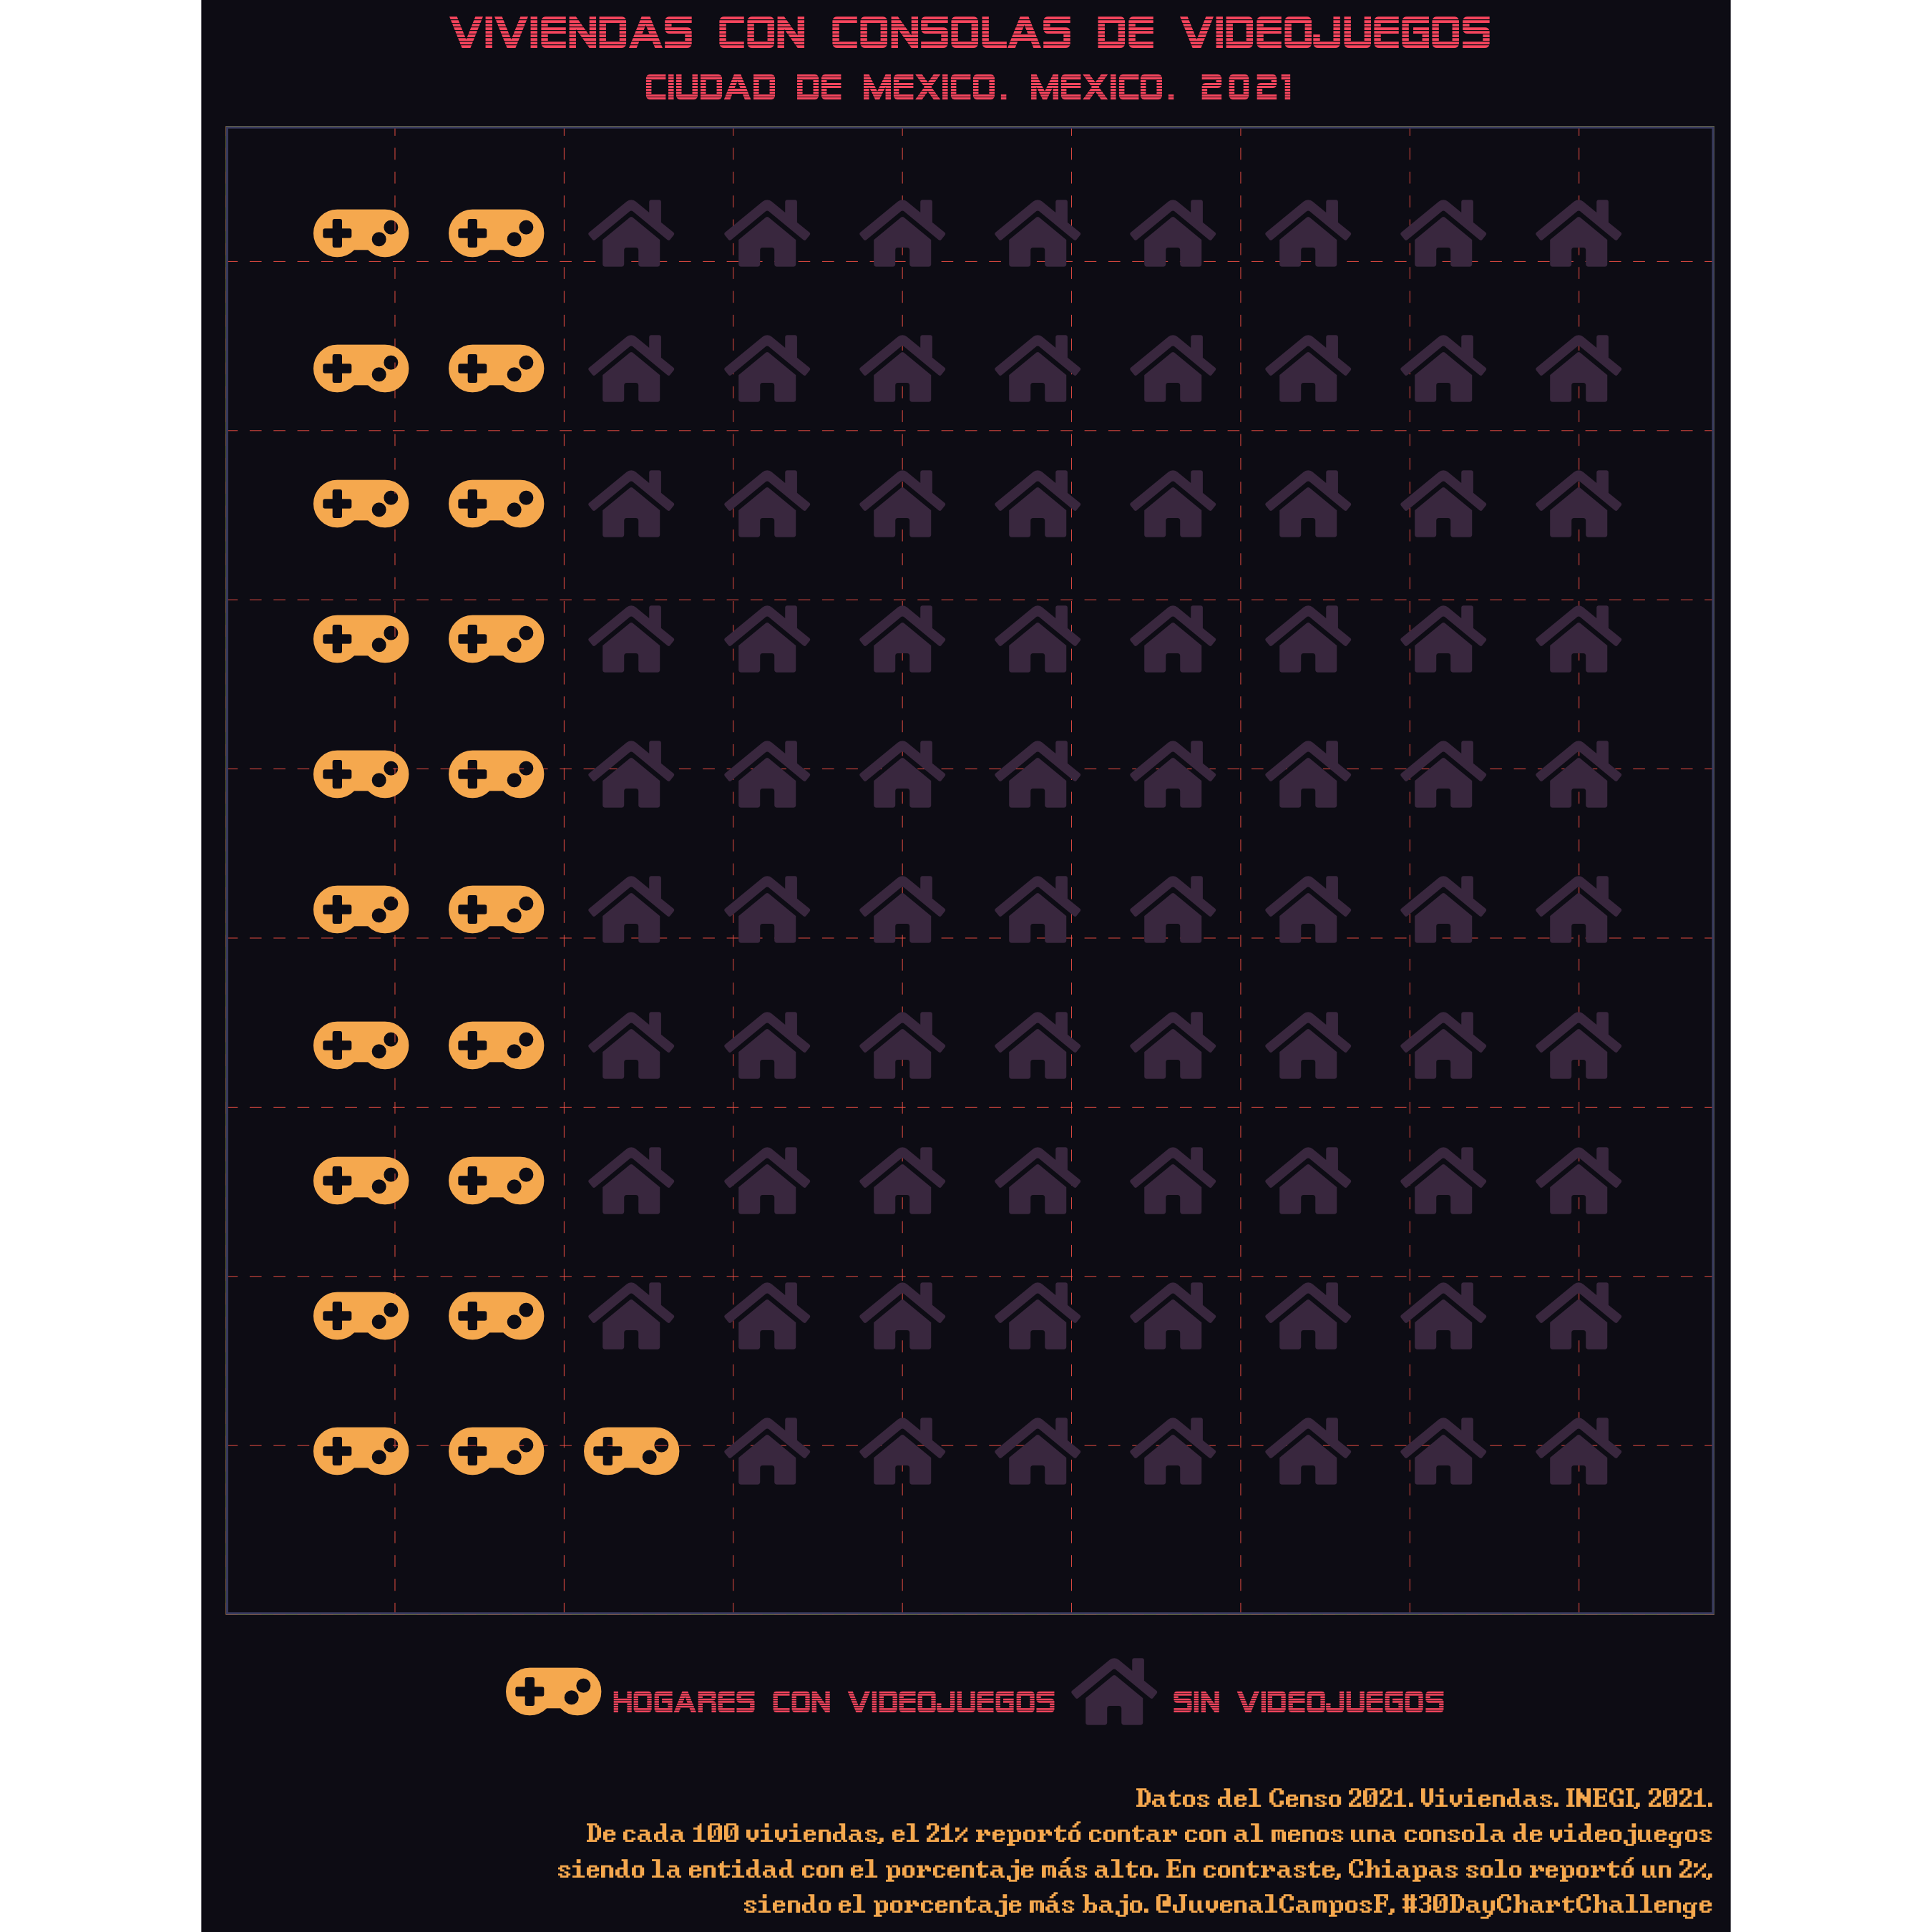 VIVIENDAS CON CONSOLAS DE VIDEOJUEGOS
CIUDAD DE MEXICO. MEXICO. 2021
HOGARES CON VIDEOJUEGOS SIN VIDEOJUEGOS
Datos del Censo 2021. Viviendas. INEGI, 2021.
De cada 100 viviendas, el 21% reportó contar con al menos una consola de videojuegos
siendo la entidad con el porcentaje más alto. En contraste, Chiapas solo reportó un 2%,
siendo el porcentaje más bajo. @JuvenalCamposF, #30DayChartChallenge